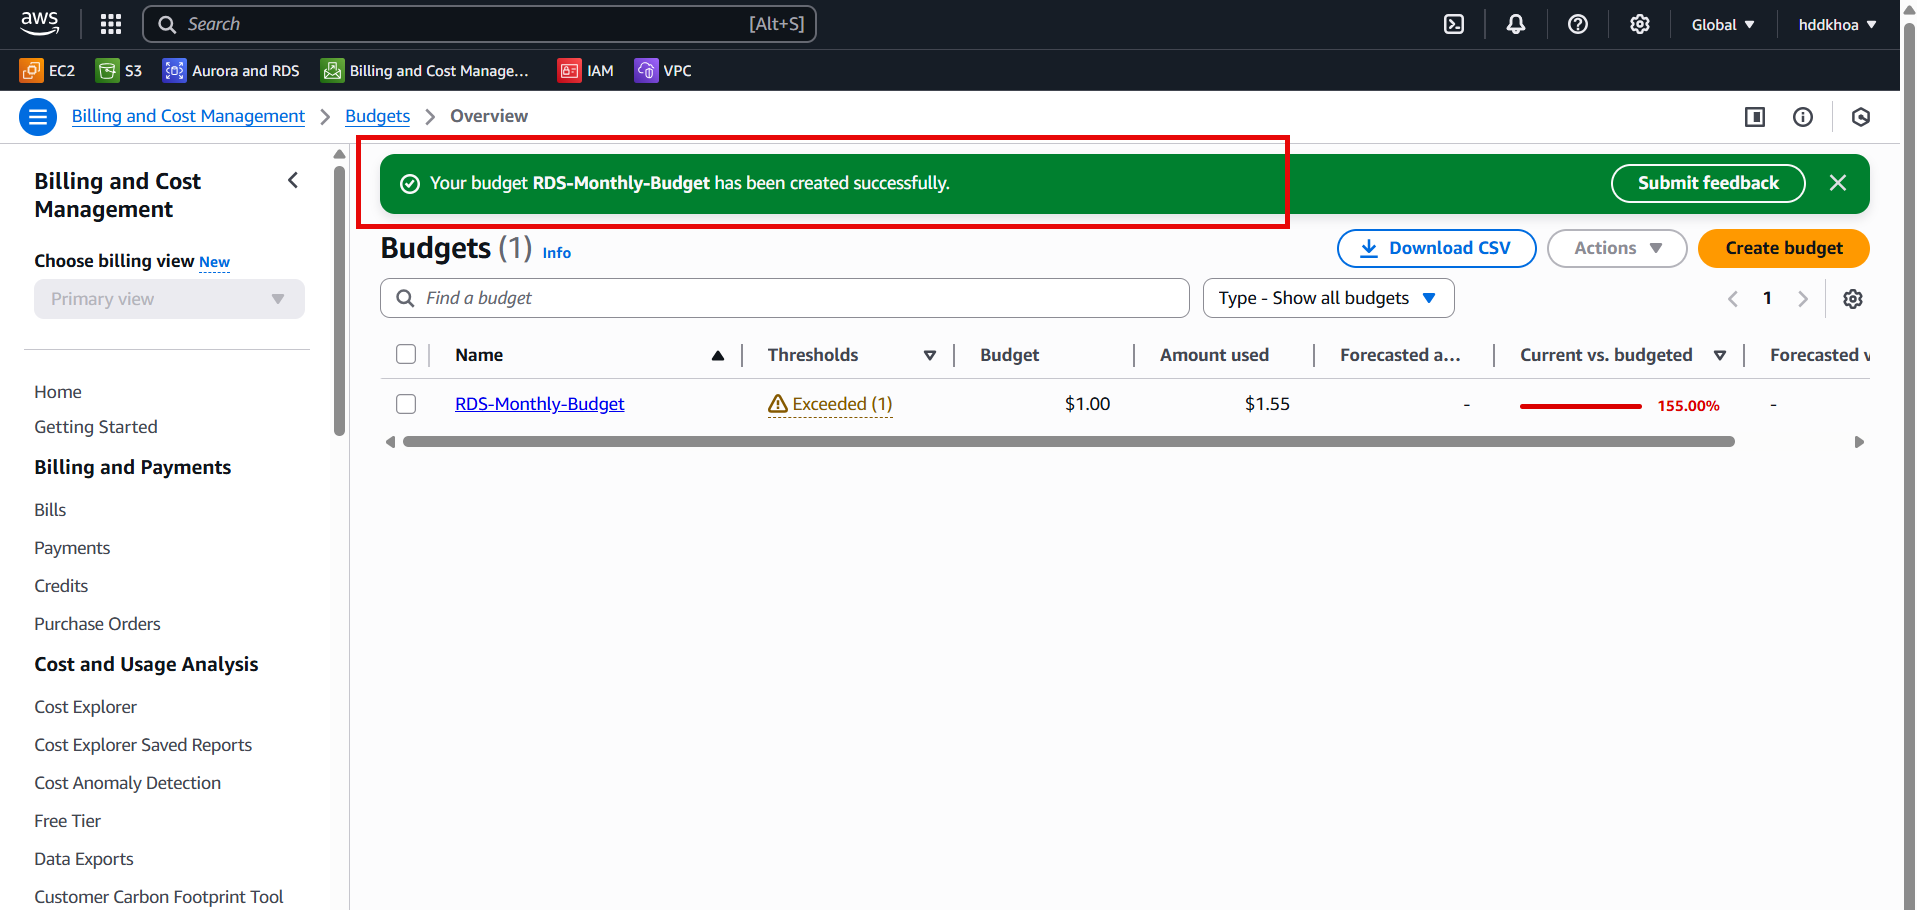 aws
Search [Alt+S]
Global hddkhoa
EC2 S3 Aurora and RDS Billing and Cost Manage... IAM VPC
Billing and Cost Management Budgets Overview
Billing and Cost
Management
Choose billing view New
Primary view
Home
Getting Started
Billing and Payments
Bills
Payments
Credits
Purchase Orders
Cost and Usage Analysis
Cost Explorer
Cost Explorer Saved Reports
Cost Anomaly Detection
Free Tier
Data Exports
Customer Carbon Footprint Tool
Your budget RDS-Monthly-Budget has been created successfully. Submit feedback
Budgets (1) Info Download CSV Actions Create budget
Find a budget Type - Show all budgets 1
Name Thresholds Budget Amount used Forecasted a... Current vs. budgeted Forecasted v
RDS-Monthly-Budget Exceeded (1) $1.00 $1.55 - 155.00% -